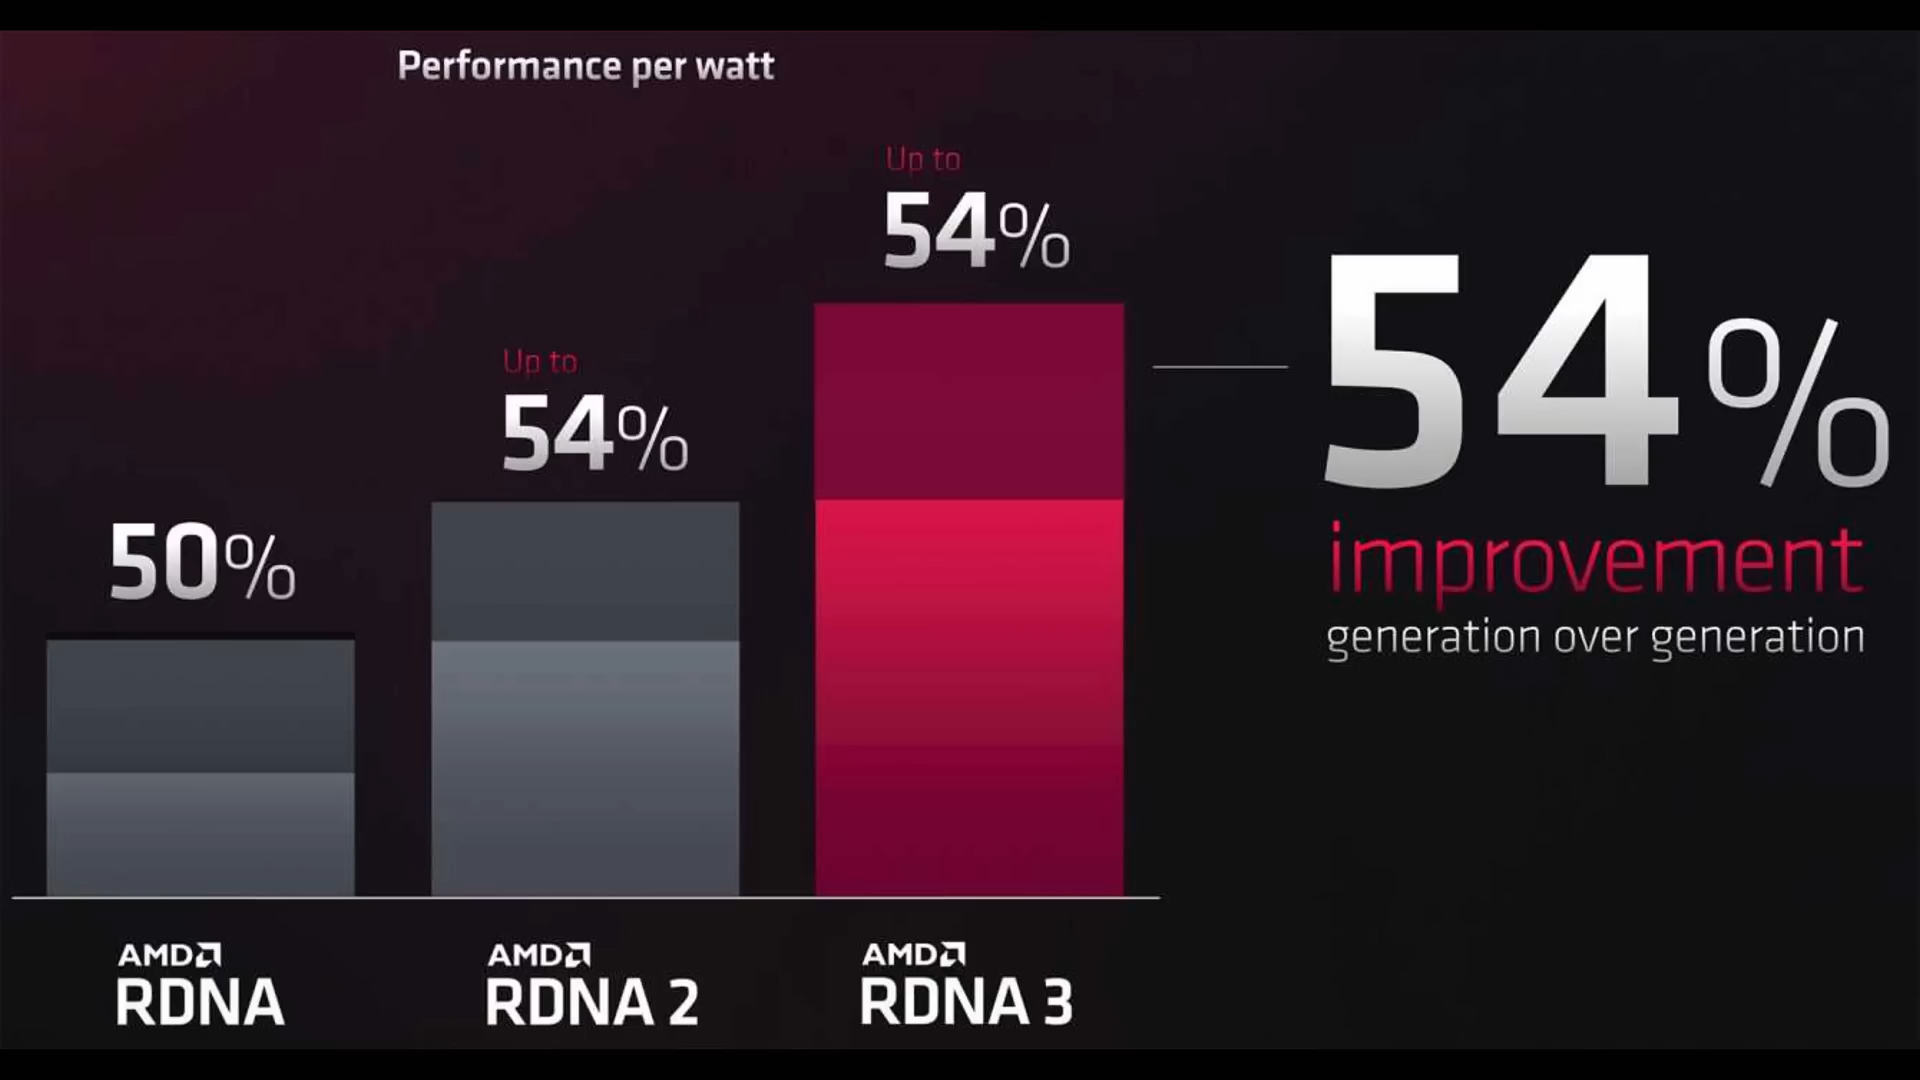 Performance per watt
Up to
54%
Up to
54%
50%
54%
improvement
generation over generation
AMD
RDNA
AMD
RDNA 2
AMD
RDNA 3